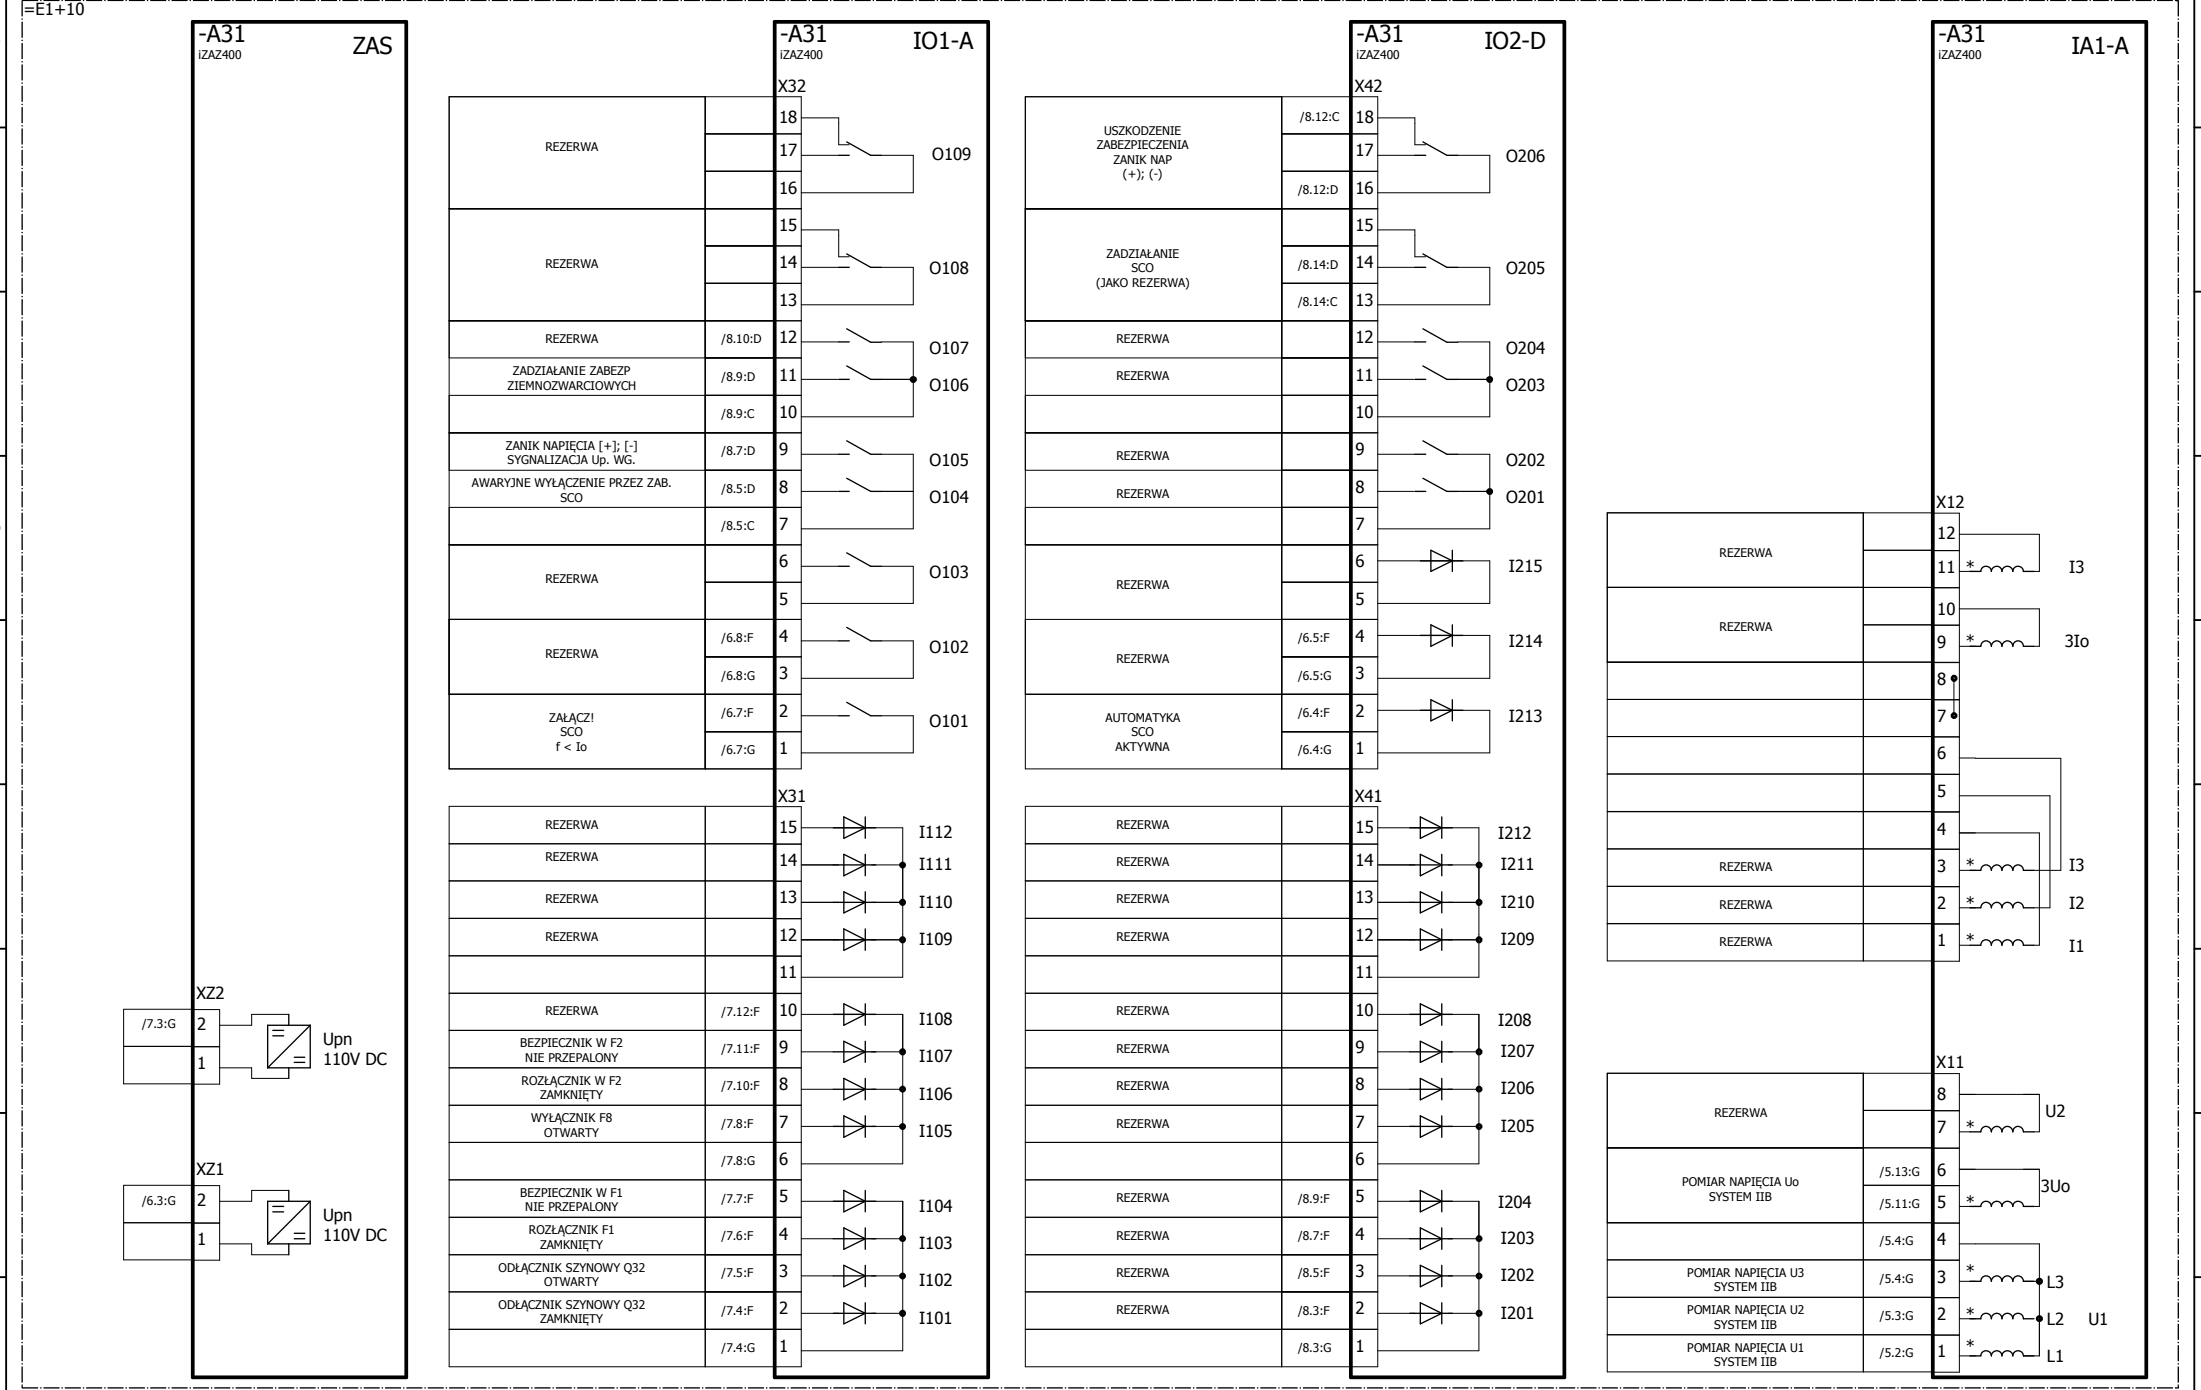 =E1+10
-A31
ZAS
iZAZ400
XZ2
/7.3:G 2
1
Upn
110V DC
XZ1
/6.3:G 2
1
Upn
110V DC
-A31
IO1-A
iZAZ400
X32
18
REZERWA 17 O109
16
15
REZERWA 14 O108
13
REZERWA /8.10:D 12 O107
ZADZIAŁANIE ZABEZP
ZIEMNOZWARCIOWYCH /8.9:D 11 O106
/8.9:C 10
ZANIK NAPIĘCIA [+]; [-]
SYGNALIZACJA Up. WG. /8.7:D 9 O105
AWARYJNE WYŁĄCZENIE PRZEZ ZAB.
SCO /8.5:D 8 O104
/8.5:C 7
6
REZERWA O103
5
/6.8:F 4
REZERWA O102
/6.8:G 3
ZAŁĄCZ! /6.7:F 2
SCO O101
f < Io /6.7:G 1
X31
REZERWA 15 I112
REZERWA 14 I111
REZERWA 13 I110
REZERWA 12 I109
11
REZERWA /7.12:F 10 I108
BEZPIECZNIK W F2
NIE PRZEPALONY /7.11:F 9 I107
ROZŁĄCZNIK W F2
ZAMKNIĘTY /7.10:F 8 I106
WYŁĄCZNIK F8
OTWARTY /7.8:F 7 I105
/7.8:G 6
BEZPIECZNIK W F1
NIE PRZEPALONY /7.7:F 5 I104
ROZŁĄCZNIK F1
ZAMKNIĘTY /7.6:F 4 I103
ODŁĄCZNIK SZYNOWY Q32
OTWARTY /7.5:F 3 I102
ODŁĄCZNIK SZYNOWY Q32
ZAMKNIĘTY /7.4:F 2 I101
/7.4:G 1
-A31
IO2-D
iZAZ400
X42
/8.12:C 18
USZKODZENIE
ZABEZPIECZENIA
ZANIK NAP 17 O206
(+); (-)
/8.12:D 16
15
ZADZIAŁANIE
SCO /8.14:D 14 O205
(JAKO REZERWA)
/8.14:C 13
REZERWA 12 O204
REZERWA 11 O203
10
REZERWA 9 O202
REZERWA 8 O201
7
6
REZERWA I215
5
/6.5:F 4
REZERWA I214
/6.5:G 3
AUTOMATYKA /6.4:F 2
SCO I213
AKTYWNA /6.4:G 1
X41
REZERWA 15 I212
REZERWA 14 I211
REZERWA 13 I210
REZERWA 12 I209
11
REZERWA 10 I208
REZERWA 9 I207
REZERWA 8 I206
REZERWA 7 I205
6
REZERWA /8.9:F 5 I204
REZERWA /8.7:F 4 I203
REZERWA /8.5:F 3 I202
REZERWA /8.3:F 2 I201
/8.3:G 1
-A31
IA1-A
iZAZ400
X12
12
REZERWA
11 * I3
10
REZERWA
9 * 3Io
8
7
6
5
4
REZERWA 3 * I3
REZERWA 2 * I2
REZERWA 1 * I1
X11
8
REZERWA U2
7 *
POMIAR NAPIĘCIA Uo /5.13:G 6
SYSTEM IIB 3Uo
/5.11:G 5 *
/5.4:G 4
POMIAR NAPIĘCIA U3
SYSTEM IIB /5.4:G 3 * L3
POMIAR NAPIĘCIA U2
SYSTEM IIB /5.3:G 2 * L2 U1
POMIAR NAPIĘCIA U1
SYSTEM IIB /5.2:G 1 * L1